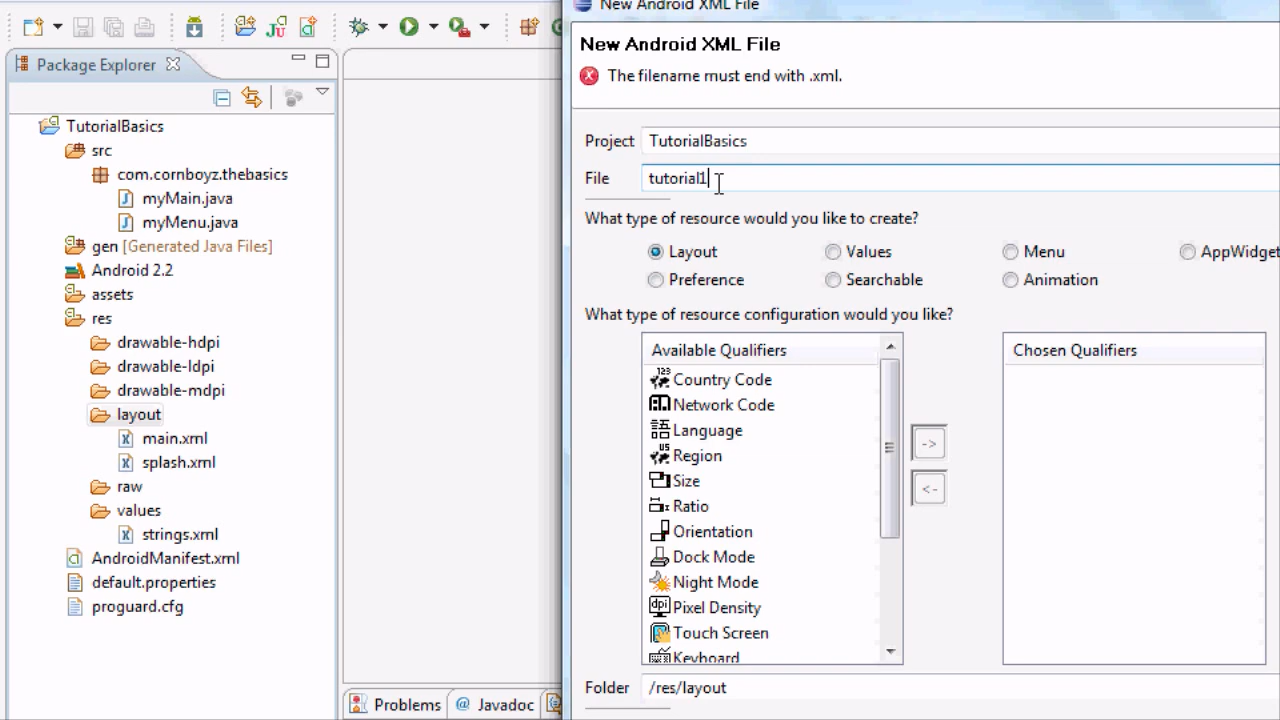 New Android XML File
Package Explorer
TutorialBasics
src
com.cornboyz.thebasics
myMain.java
myMenu.java
gen [Generated Java Files]
Android 2.2
assets
res
drawable-hdpi
drawable-ldpi
drawable-mdpi
layout
main.xml
splash.xml
raw
values
strings.xml
AndroidManifest.xml
default.properties
proguard.cfg
Problems
@ Javadoc
New Android XML File
The filename must end with .xml.
Project TutorialBasics
File tutorial1
What type of resource would you like to create?
Layout Values Menu AppWidget
Preference Searchable Animation
What type of resource configuration would you like?
Available Qualifiers
Country Code
Network Code
Language
Region
Size
Ratio
Orientation
Dock Mode
Night Mode
Pixel Density
Touch Screen
Keyboard
->
<-
Chosen Qualifiers
Folder /res/layout